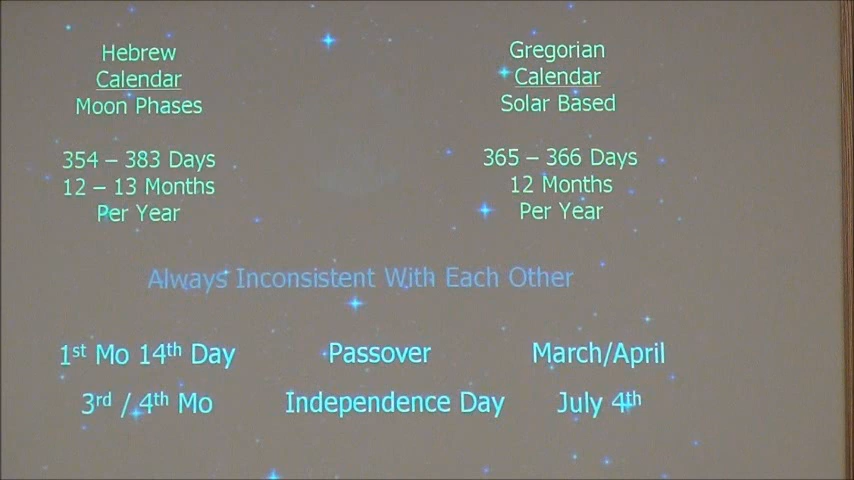 Hebrew
Calendar
Moon Phases
354 – 383 Days
12 – 13 Months
Per Year
Gregorian
Calendar
Solar Based
365 – 366 Days
12 Months
Per Year
Always Inconsistent With Each Other
1st Mo 14th Day Passover March/April
3rd / 4th Mo Independence Day July 4th